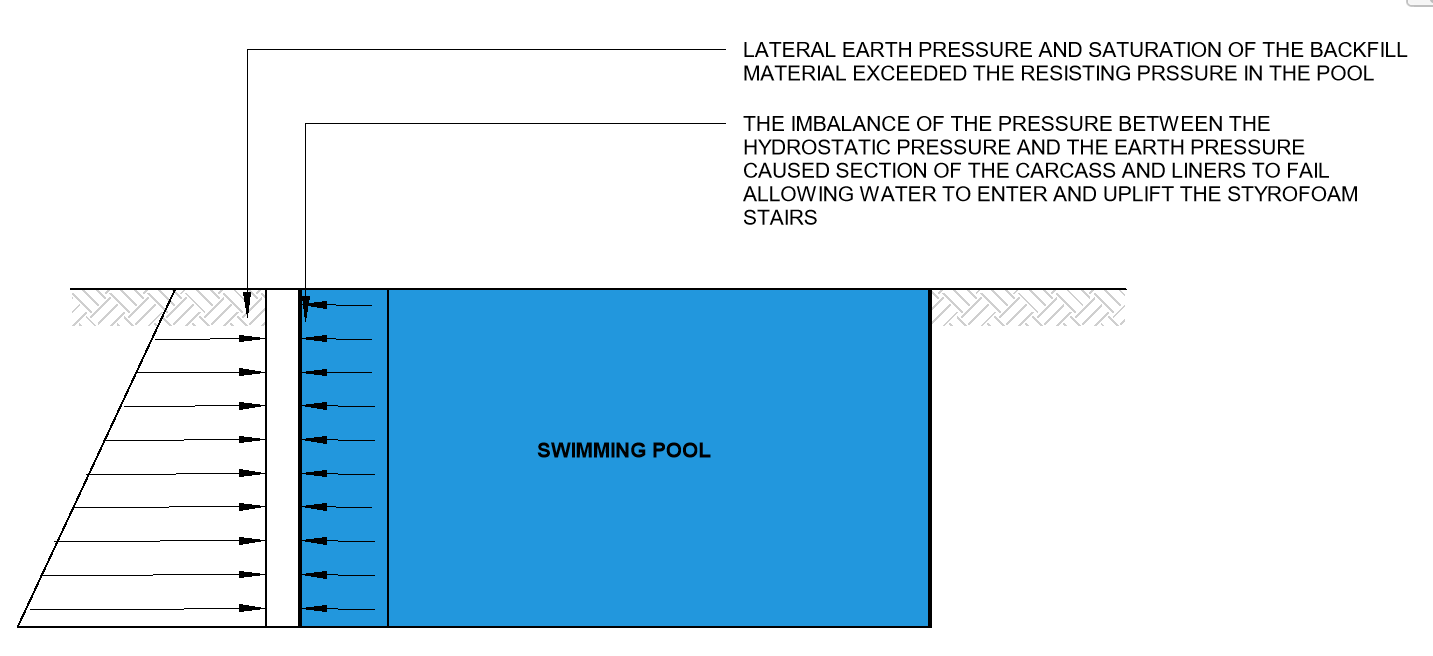 LATERAL EARTH PRESSURE AND SATURATION OF THE BACKFILL
MATERIAL EXCEEDED THE RESISTING PRSSURE IN THE POOL
THE IMBALANCE OF THE PRESSURE BETWEEN THE
HYDROSTATIC PRESSURE AND THE EARTH PRESSURE
CAUSED SECTION OF THE CARCASS AND LINERS TO FAIL
ALLOWING WATER TO ENTER AND UPLIFT THE STYROFOAM
STAIRS
SWIMMING POOL